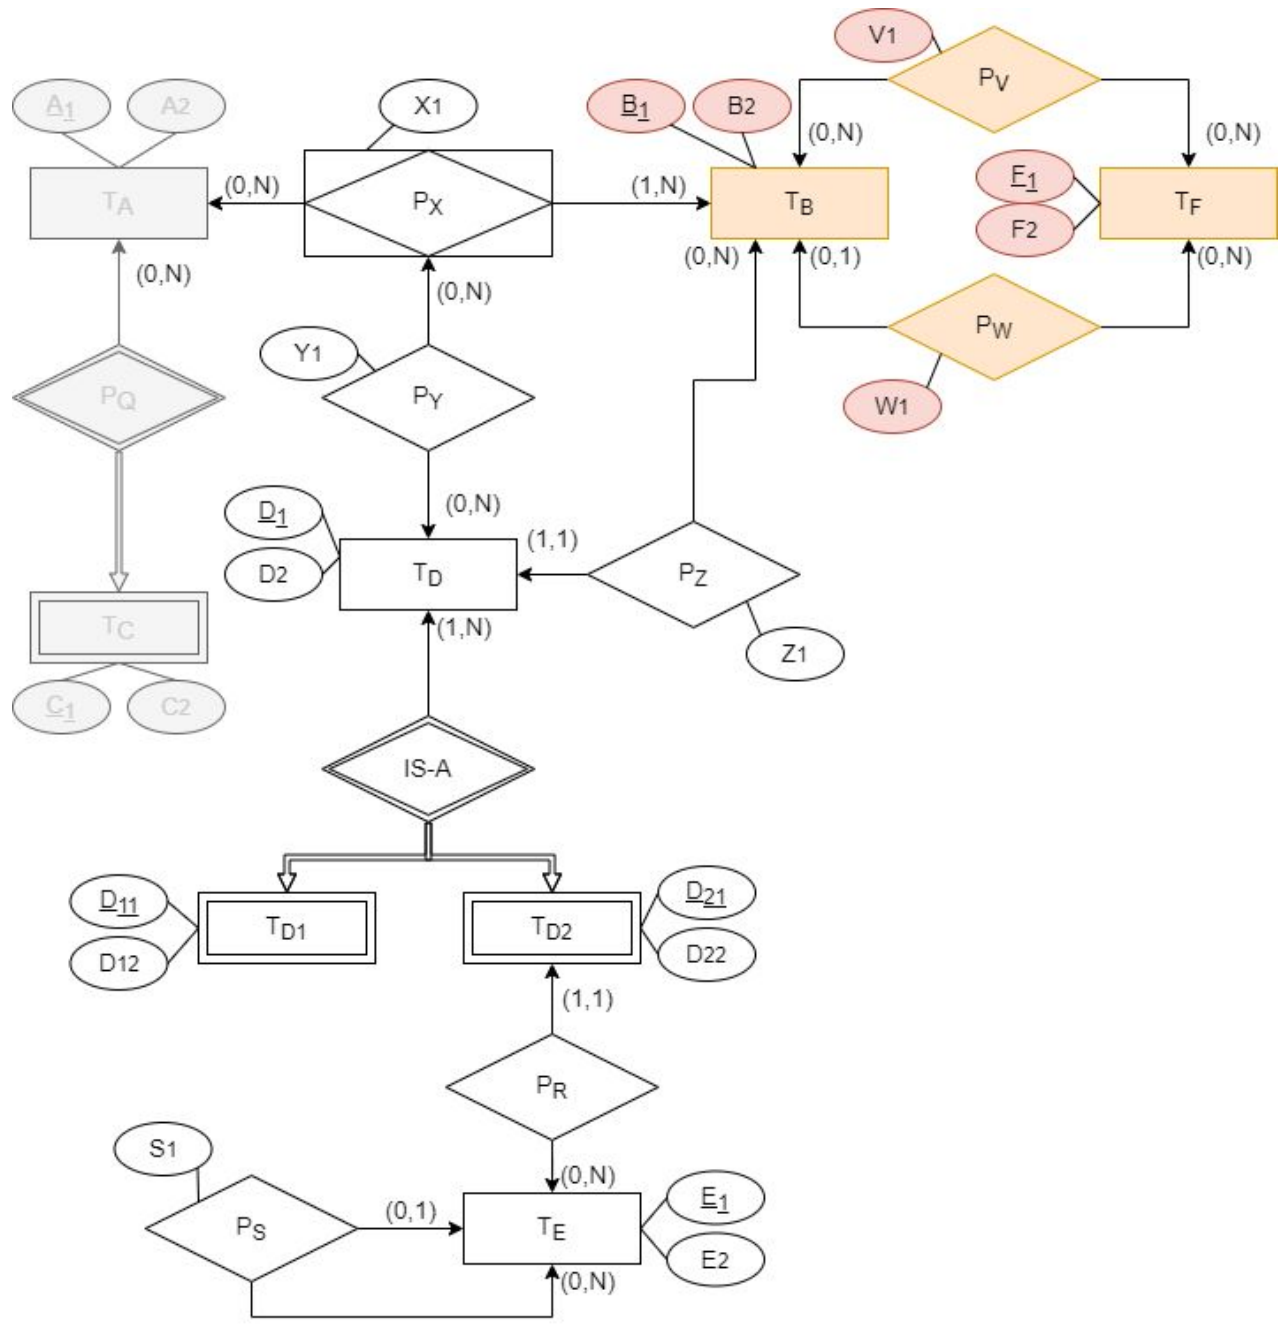 V1
PV
A1
A2
X1
B1
B2
(0,N)
(0,N)
TA
(0,N)
PX
(1,N)
TB
F1
F2
TF
(0,N)
(0,N)
(0,N)
(0,1)
(0,N)
PW
W1
PQ
Y1
PY
D1
D2
(0,N)
TD
(1,1)
PZ
Z1
TC
C1
C2
(1,N)
IS-A
D11
D12
TD1
TD2
D21
D22
(1,1)
PR
S1
PS
(0,1)
(0,N)
TE
E1
E2
(0,N)